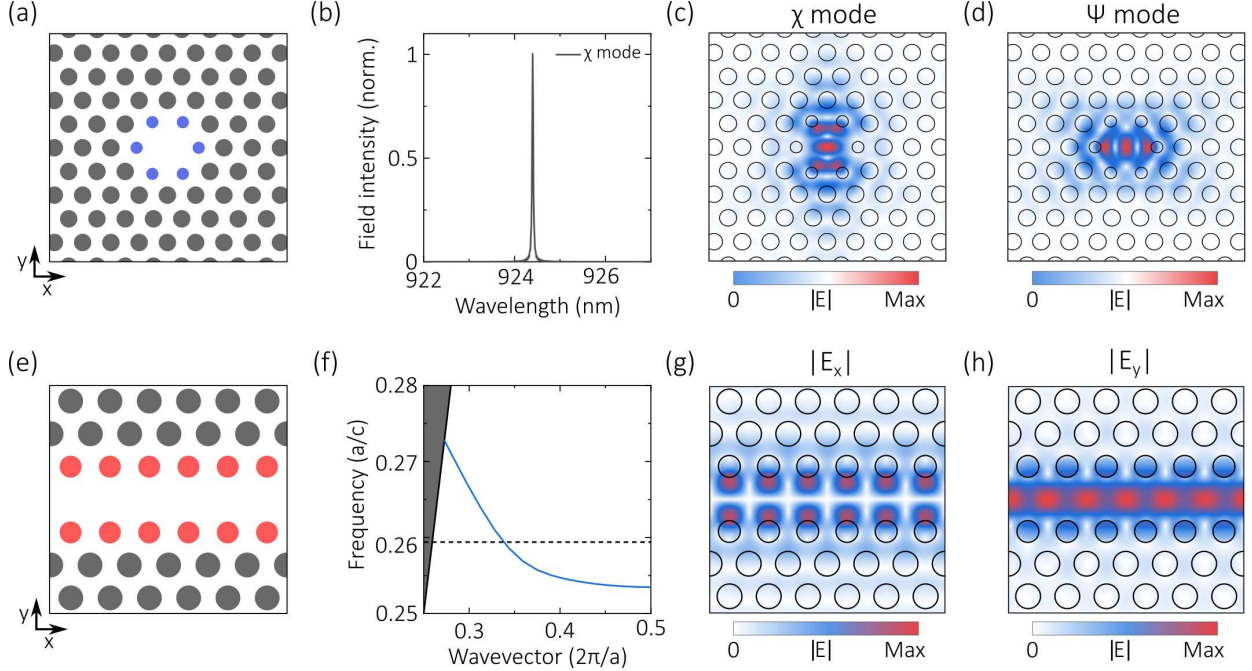 (a)
(b)
(c)
χ mode
(d)
Ψ mode
y
x
Field intensity (norm.)
1
0.5
0
χ mode
922
924
926
Wavelength (nm)
0
|E|
Max
0
|E|
Max
(e)
(f)
(g)
|Eₓ|
(h)
|Eᵧ|
y
x
Frequency (a/c)
0.28
0.27
0.26
0.25
0.3
0.4
0.5
Wavevector (2π/a)
0
|E|
Max
0
|E|
Max